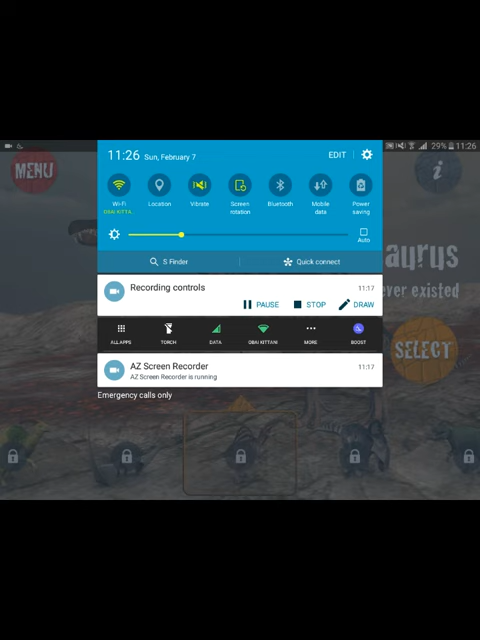 29% 11:26
11:26 Sun, February 7 EDIT
MENU
i
Wi-Fi Location Vibrate Screen rotation Bluetooth Mobile data Power saving
OBAI KITTA..
Auto
aurus
S Finder Quick connect
ever existed
Recording controls 11:17
PAUSE STOP DRAW
ALL APPS TORCH DATA OBAI KITTANI MORE BOOST
SELECT
AZ Screen Recorder 11:17
AZ Screen Recorder is running
Emergency calls only